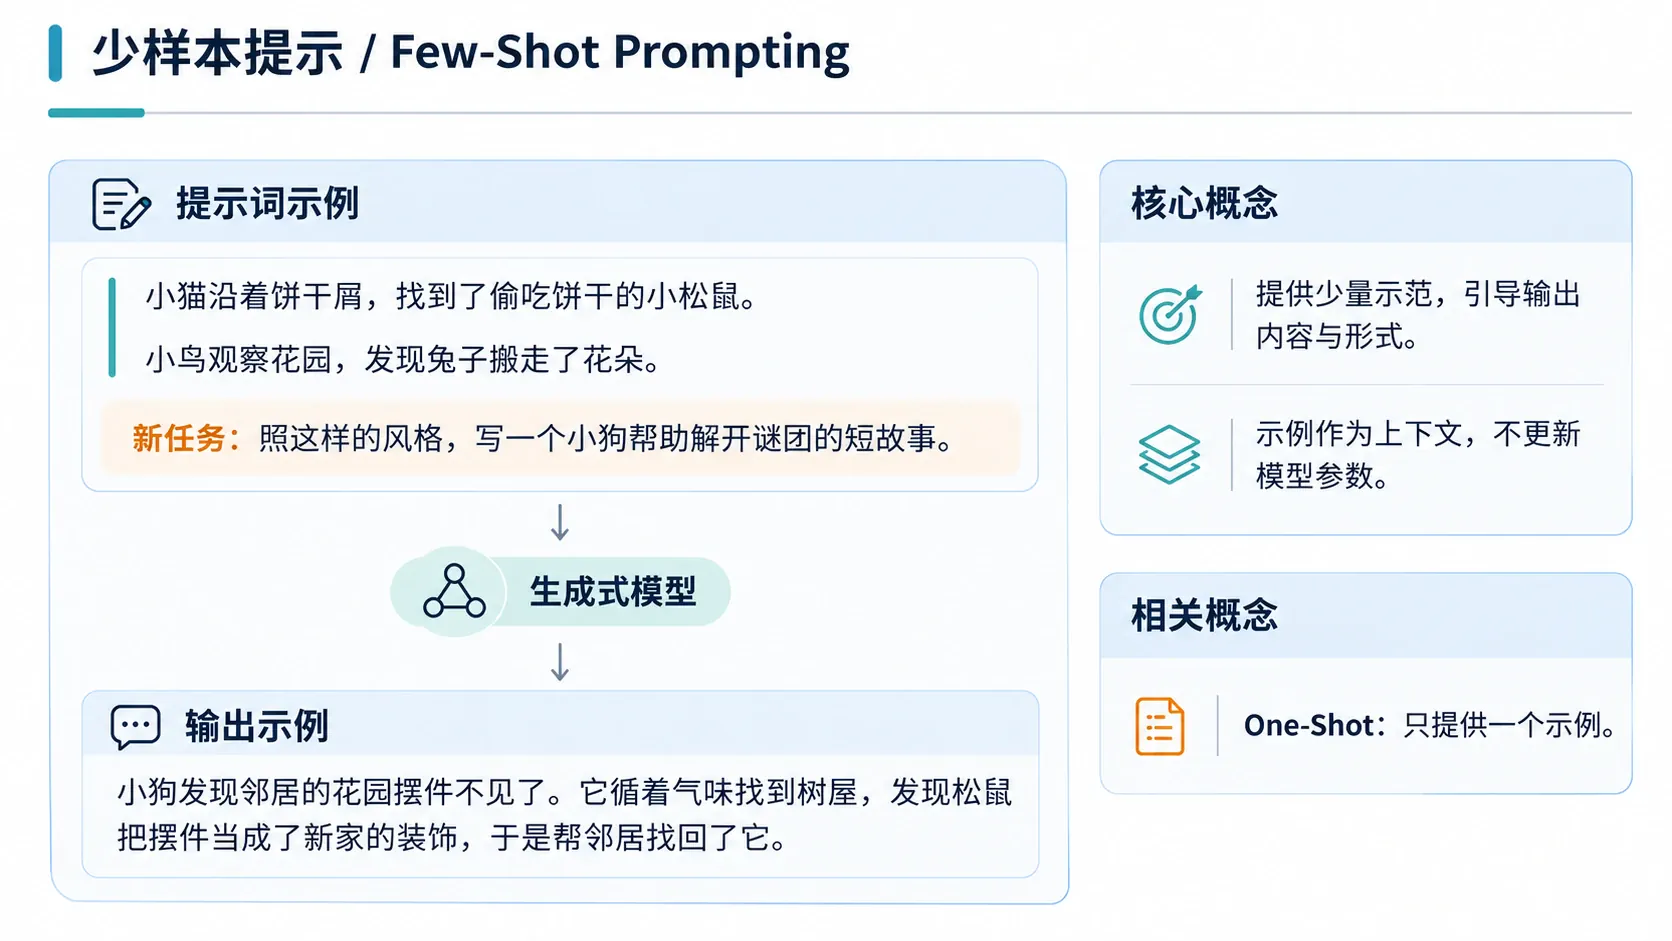 少样本提示 / Few-Shot Prompting
提示词示例
小猫沿着饼干屑，找到了偷吃饼干的小松鼠。
小鸟观察花园，发现兔子搬走了花朵。
新任务：照这样的风格，写一个小狗帮助解开谜团的短故事。
生成式模型
输出示例
小狗发现邻居的花园摆件不见了。它循着气味找到树屋，发现松鼠
把摆件当成了新家的装饰，于是帮邻居找回了它。
核心概念
提供少量示范，引导输出
内容与形式。
示例作为上下文，不更新
模型参数。
相关概念
One-Shot：只提供一个示例。